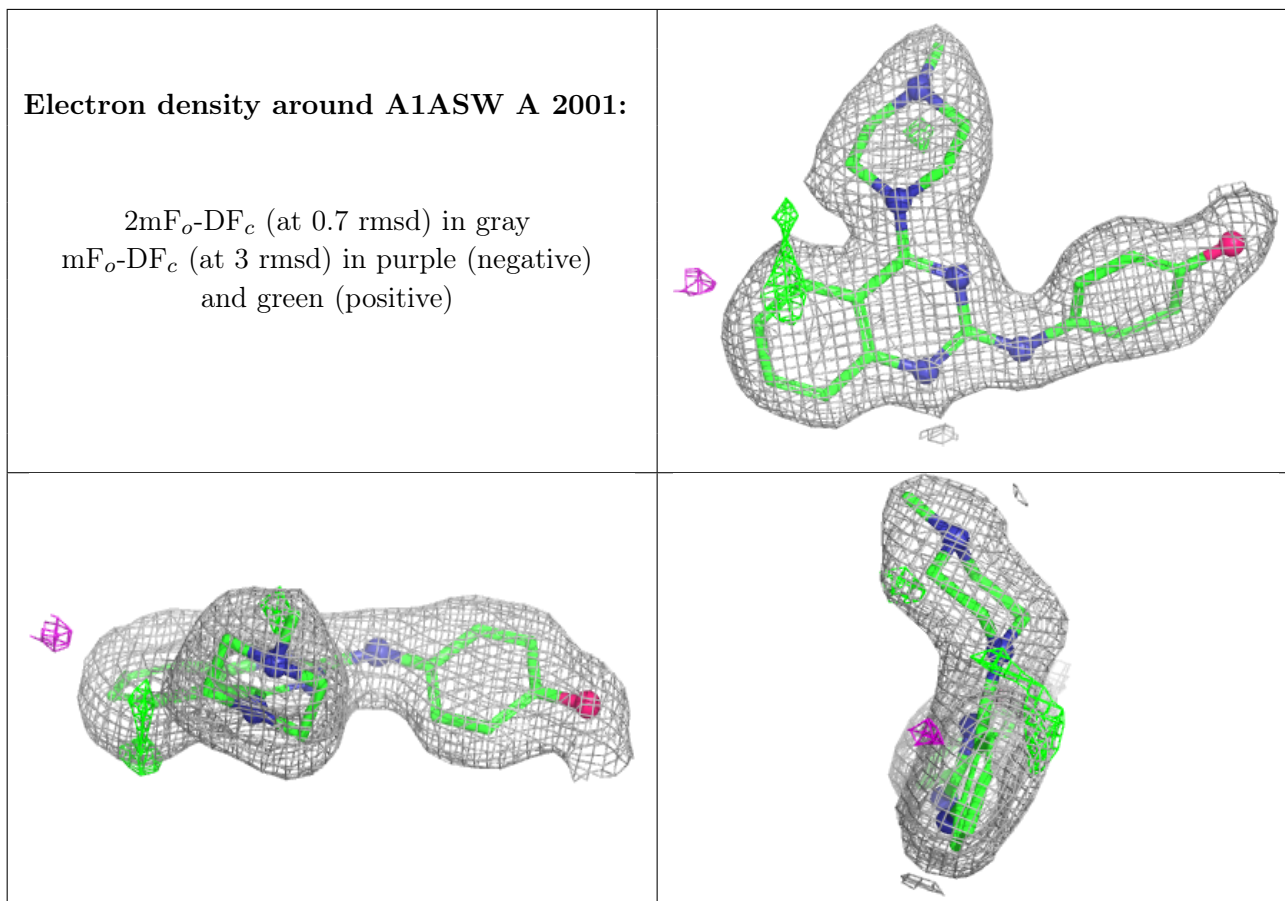 Electron density around A1ASW A 2001:
2mFo-DFc (at 0.7 rmsd) in gray
mFo-DFc (at 3 rmsd) in purple (negative)
and green (positive)